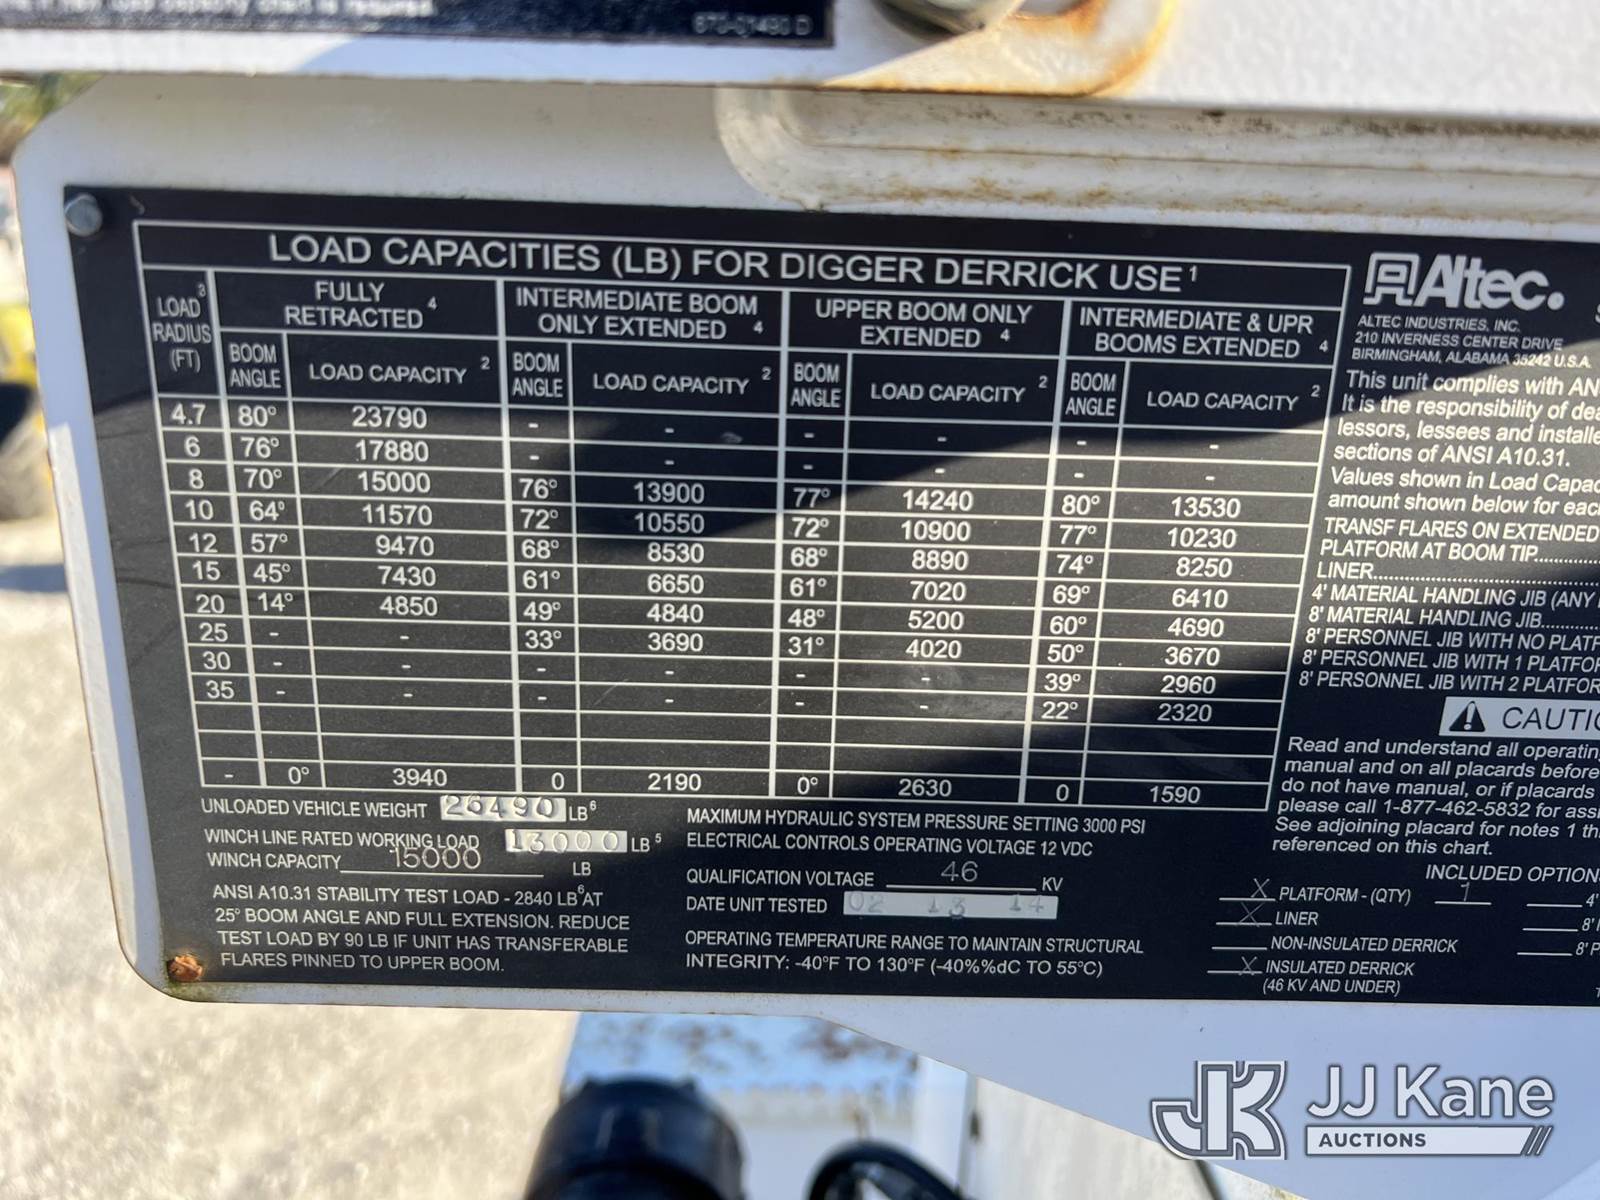 chart is required.
870-01490 D
LOAD CAPACITIES (LB) FOR DIGGER DERRICK USE 1
LOAD RADIUS (FT) 3
FULLY RETRACTED 4
INTERMEDIATE BOOM ONLY EXTENDED 4
UPPER BOOM ONLY EXTENDED 4
INTERMEDIATE & UPR BOOMS EXTENDED 4
BOOM ANGLE LOAD CAPACITY 2 BOOM ANGLE LOAD CAPACITY 2 BOOM ANGLE LOAD CAPACITY 2 BOOM ANGLE LOAD CAPACITY 2
4.7 80° 23790 - - - - - -
6 76° 17880 - - - - - -
8 70° 15000 76° 13900 77° 14240 80° 13530
10 64° 11570 72° 10550 72° 10900 77° 10230
12 57° 9470 68° 8530 68° 8890 74° 8250
15 45° 7430 61° 6650 61° 7020 69° 6410
20 14° 4850 49° 4840 48° 5200 60° 4690
25 - - 33° 3690 31° 4020 50° 3670
30 - - - - - - 39° 2960
35 - - - - - - 22° 2320
- 0° 3940 0 2190 0° 2630 0 1590
UNLOADED VEHICLE WEIGHT 26490 LB 6
WINCH LINE RATED WORKING LOAD 13000 LB 5
WINCH CAPACITY 15000 LB
ANSI A10.31 STABILITY TEST LOAD - 2840 LB 6 AT
25° BOOM ANGLE AND FULL EXTENSION. REDUCE
TEST LOAD BY 90 LB IF UNIT HAS TRANSFERABLE
FLARES PINNED TO UPPER BOOM.
MAXIMUM HYDRAULIC SYSTEM PRESSURE SETTING 3000 PSI
ELECTRICAL CONTROLS OPERATING VOLTAGE 12 VDC
QUALIFICATION VOLTAGE 46 KV
DATE UNIT TESTED 02 13 14
OPERATING TEMPERATURE RANGE TO MAINTAIN STRUCTURAL
INTEGRITY: -40°F TO 130°F (-40%%dC TO 55°C)
Altec.
ALTEC INDUSTRIES, INC.
210 INVERNESS CENTER DRIVE
BIRMINGHAM, ALABAMA 35242 U.S.A.
This unit complies with AN
It is the responsibility of dea
lessors, lessees and installe
sections of ANSI A10.31.
Values shown in Load Capac
amount shown below for each
TRANSF FLARES ON EXTENDED
PLATFORM AT BOOM TIP
LINER
4' MATERIAL HANDLING JIB (ANY
8' MATERIAL HANDLING JIB
8' PERSONNEL JIB WITH NO PLATF
8' PERSONNEL JIB WITH 1 PLATFOR
8' PERSONNEL JIB WITH 2 PLATFOR
CAUTIO
Read and understand all operating
manual and on all placards before
do not have manual, or if placards
please call 1-877-462-5832 for assi
See adjoining placard for notes 1 th
referenced on this chart.
INCLUDED OPTION
X PLATFORM - (QTY) 1 4'
X LINER 8'
NON-INSULATED DERRICK 8' P
X INSULATED DERRICK
(46 KV AND UNDER)
JK JJ Kane
AUCTIONS